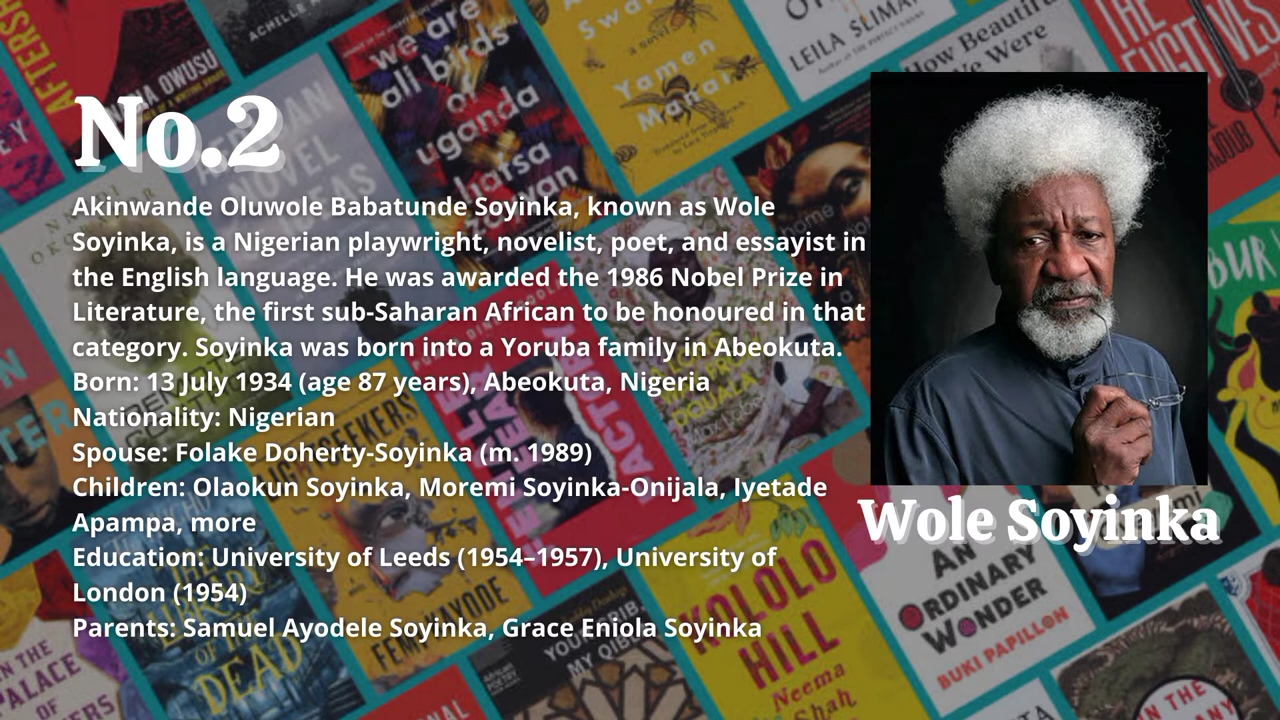 No.2
Akinwande Oluwole Babatunde Soyinka, known as Wole
Soyinka, is a Nigerian playwright, novelist, poet, and essayist in
the English language. He was awarded the 1986 Nobel Prize in
Literature, the first sub-Saharan African to be honoured in that
category. Soyinka was born into a Yoruba family in Abeokuta.
Born: 13 July 1934 (age 87 years), Abeokuta, Nigeria
Nationality: Nigerian
Spouse: Folake Doherty-Soyinka (m. 1989)
Children: Olaokun Soyinka, Moremi Soyinka-Onijala, Iyetade
Apampa, more
Education: University of Leeds (1954–1957), University of
London (1954)
Parents: Samuel Ayodele Soyinka, Grace Eniola Soyinka
Wole Soyinka
ACHILLE
we are
all birds
of
uganda
hafsa
zayyan
a novel
Yamen
Manai
LEILA SLIMANI
How Beautiful
We Were
THE
FUGITIVES
AN
ORDINARY
WONDER
BUKI PAPILLON
KOLOLO
HILL
Neema
Shah
DEAD
IN THE
PALACE
OF